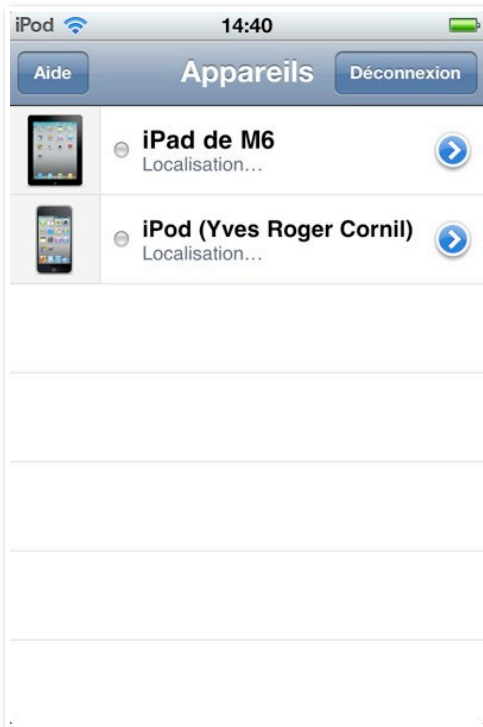 iPod 14:40
Aide Appareils Déconnexion
iPad de M6
Localisation…
iPod (Yves Roger Cornil)
Localisation…